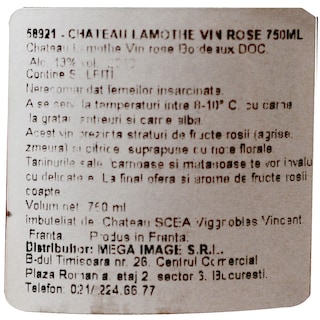 58921 - CHATEAU LAMOTHE VIN ROSE 750ML
Chateau Lamothe Vin rose Bordeaux DOC.
Alc. 13% vol.
Contine SULFITI
Nerecomandat femeilor insarcinate.
A se servi la temperaturi intre 8-10° C, cu carne
la gratar, antreuri si carne alba.
Acest vin prezinta straturi de fructe rosii (agrise,
zmeura) si citrice, suprapuse cu note florale.
Taninurile sale, carnoase si matasoase te vor invalui
cu delicatete. La final ofera si arome de fructe rosii
coapte.
Volum net: 750 ml
Imbuteliat de: Chateau SCEA Viggnobles Vincent,
Franta. Produs in Franta.
Distribuitor: MEGA IMAGE S.R.L.
B-dul Timisoara nr. 26, Centrul Comercial
Plaza Romania, etaj 2, sector 6, Bucuresti.
Telefon: 021/ 224.66 77